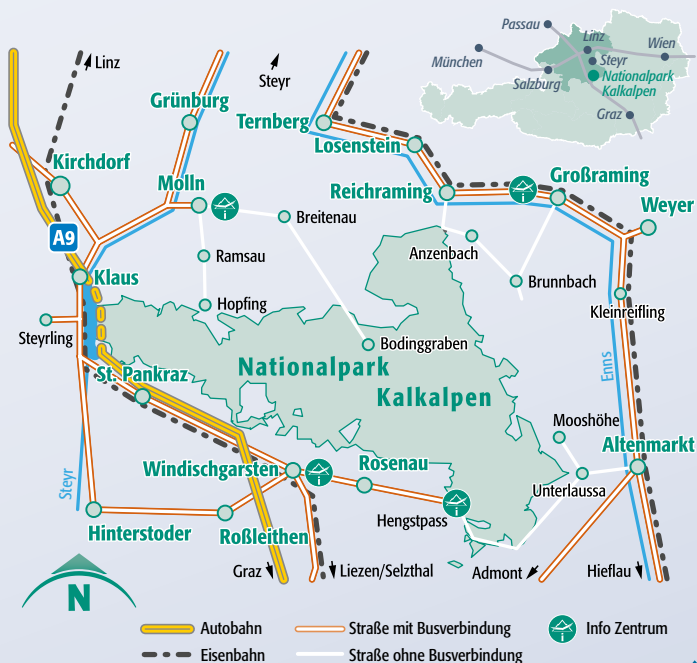 Passau
Linz
Wien
München
Steyr
Salzburg
Nationalpark
Kalkalpen
Graz
Linz
Steyr
Grünburg
Ternberg
Losenstein
Kirchdorf
Molln
Reichraming
Großraming
Weyer
Breitenau
A9
Anzenbach
Ramsau
Klaus
Brunnbach
Hopfing
Kleinreifling
Steyrling
Bodinggraben
St. Pankraz
Nationalpark
Kalkalpen
Enns
Mooshöhe
Altenmarkt
Windischgarsten
Rosenau
Steyr
Unterlaussa
Hengstpass
Hinterstoder
Roßleithen
Graz
Liezen/Selzthal
Admont
Hieflau
N
Autobahn
Straße mit Busverbindung
Info Zentrum
Eisenbahn
Straße ohne Busverbindung